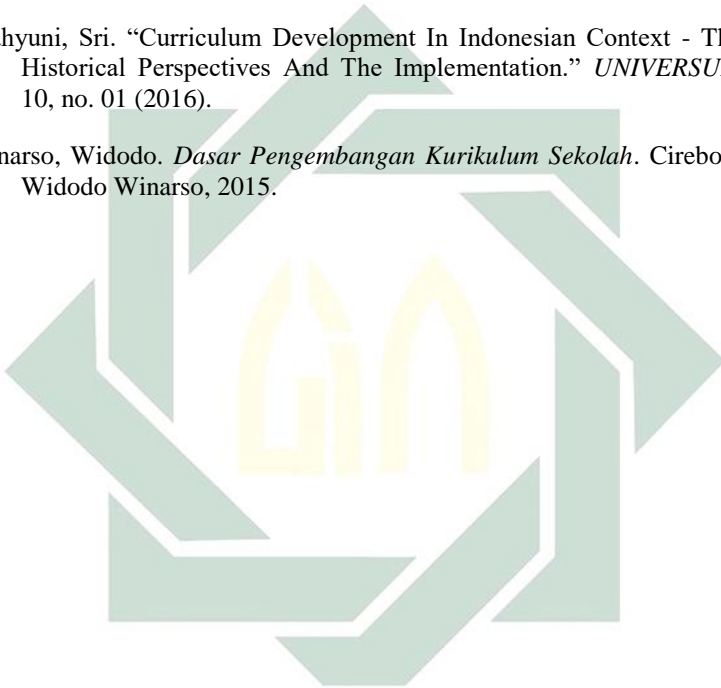 hyuni, Sri. “Curriculum Development In Indonesian Context - Th
Historical Perspectives And The Implementation.” UNIVERSU
10, no. 01 (2016).
narso, Widodo. Dasar Pengembangan Kurikulum Sekolah. Cirebo
Widodo Winarso, 2015.